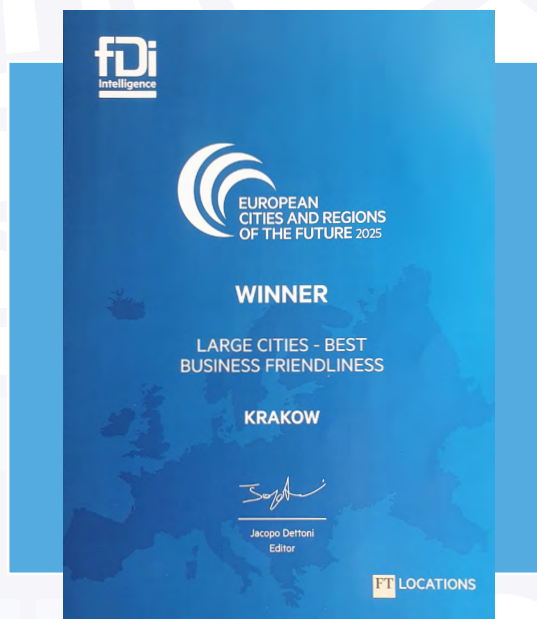 fDi
Intelligence
EUROPEAN
CITIES AND REGIONS
OF THE FUTURE 2025
WINNER
LARGE CITIES - BEST
BUSINESS FRIENDLINESS
KRAKOW
Jacopo Dettoni
Editor
FT LOCATIONS